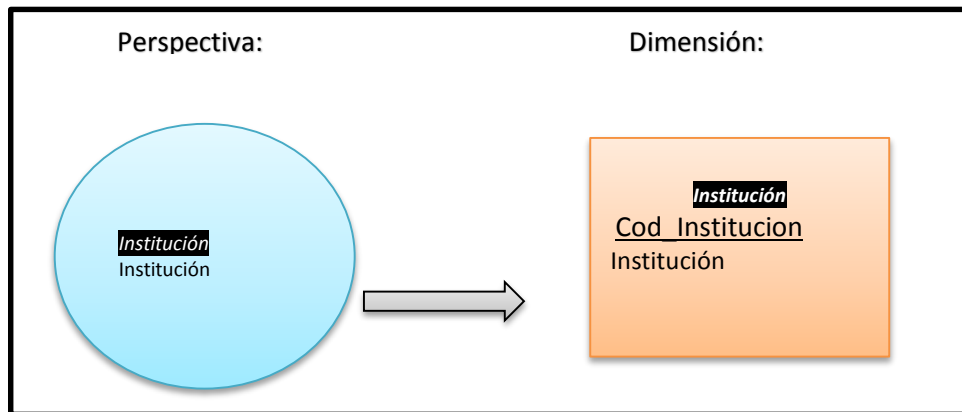 Perspectiva:
Dimensión:
Institución
Institución
Institución
Cod_Institucion
Institución